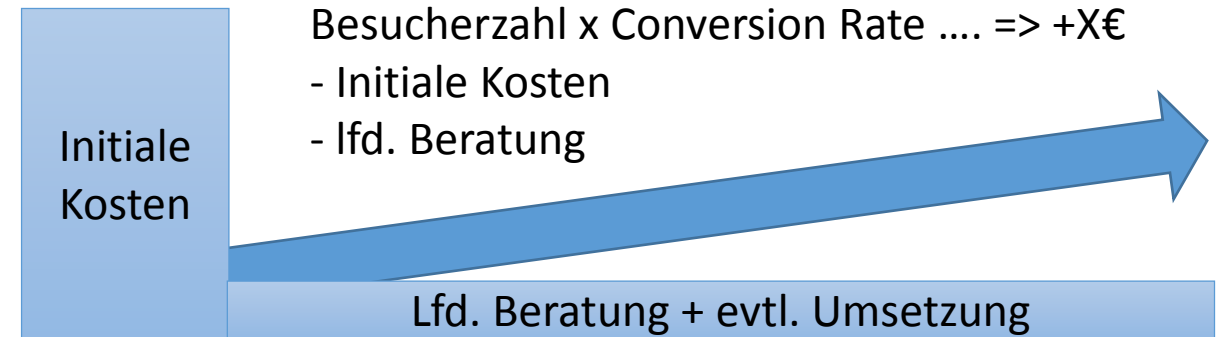 Besucherzahl x Conversion Rate …. => +X€
- Initiale Kosten
- lfd. Beratung
Initiale
Kosten
Lfd. Beratung + evtl. Umsetzung